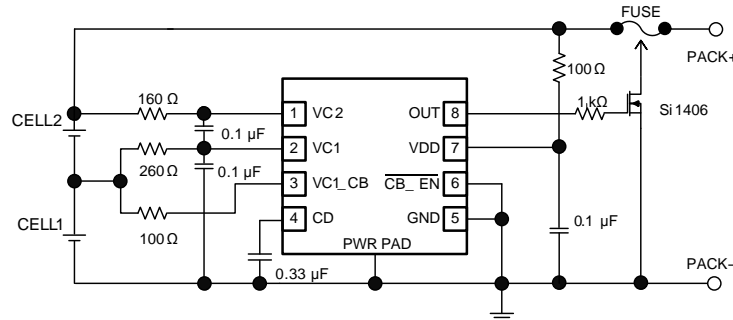 FUSE
PACK+
100 Ω
160 Ω
1 kΩ
Si1406
CELL2
1 VC2
OUT 8
0.1 µF
2 VC1
VDD 7
260 Ω
0.1 µF
3 VC1_CB
CB_EN 6
CELL1
4 CD
GND 5
0.1 µF
100 Ω
PWR PAD
0.33 µF
PACK–